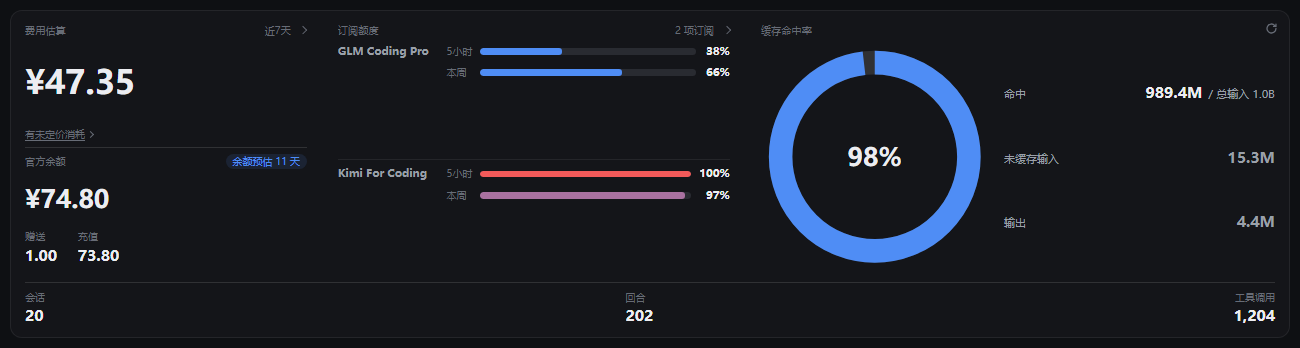 费用估算
近7天
¥47.35
有未定价消耗
官方余额
余额预估 11 天
¥74.80
赠送 充值
1.00 73.80
订阅额度
2 项订阅
GLM Coding Pro
5小时 38%
本周 66%
Kimi For Coding
5小时 100%
本周 97%
缓存命中率
98%
命中 989.4M / 总输入 1.0B
未缓存输入 15.3M
输出 4.4M
会话
20
回合
202
工具调用
1,204